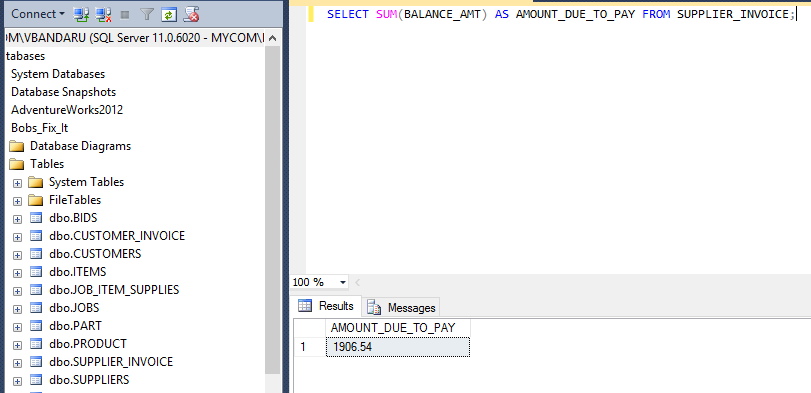 Connect
OM\VBANDARU (SQL Server 11.0.6020 - MYCOM\
tabases
System Databases
Database Snapshots
AdventureWorks2012
Bobs_Fix_It
Database Diagrams
Tables
System Tables
FileTables
dbo.BIDS
dbo.CUSTOMER_INVOICE
dbo.CUSTOMERS
dbo.ITEMS
dbo.JOB_ITEM_SUPPLIES
dbo.JOBS
dbo.PART
dbo.PRODUCT
dbo.SUPPLIER_INVOICE
dbo.SUPPLIERS
SELECT SUM(BALANCE_AMT) AS AMOUNT_DUE_TO_PAY FROM SUPPLIER_INVOICE;
100 %
Results Messages
AMOUNT_DUE_TO_PAY
1 1906.54